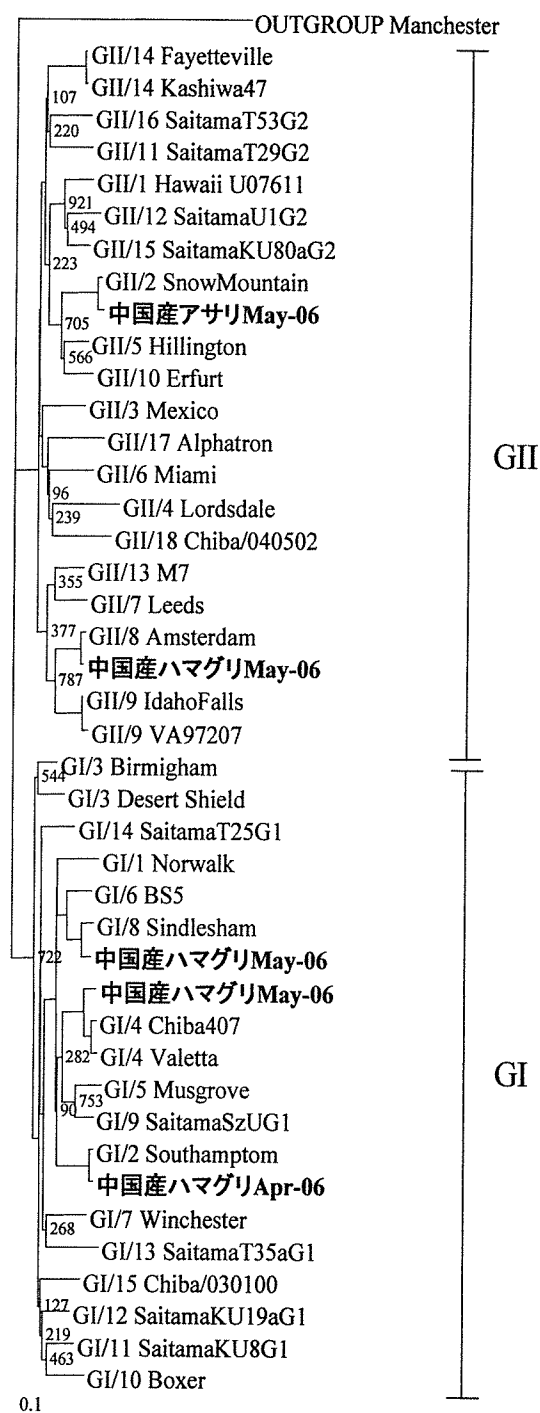 OUTGROUP Manchester
GII/14 Fayetteville
GII/14 Kashiwa47
107
GII/16 SaitamaT53G2
220
GII/11 SaitamaT29G2
GII/1 Hawaii U07611
921
GII/12 SaitamaU1G2
494
GII/15 SaitamaKU80aG2
223
GII/2 SnowMountain
中国産アサリMay-06
705
GII/5 Hillington
566
GII/10 Erfurt
GII/3 Mexico
GII/17 Alphatron
GII
GII/6 Miami
96
GII/4 Lordsdale
239
GII/18 Chiba/040502
GII/13 M7
355
GII/7 Leeds
377
GII/8 Amsterdam
中国産ハマグリMay-06
787
GII/9 IdahoFalls
GII/9 VA97207
GI/3 Birmigham
544
GI/3 Desert Shield
GI/14 SaitamaT25G1
GI/1 Norwalk
GI/6 BS5
GI/8 Sindlesham
722
中国産ハマグリMay-06
中国産ハマグリMay-06
GI/4 Chiba407
282
GI/4 Valetta
GI
GI/5 Musgrove
753
90
GI/9 SaitamaSzUG1
GI/2 Southamptom
中国産ハマグリApr-06
GI/7 Winchester
268
GI/13 SaitamaT35aG1
GI/15 Chiba/030100
127
GI/12 SaitamaKU19aG1
219
GI/11 SaitamaKU8G1
463
GI/10 Boxer
0.1